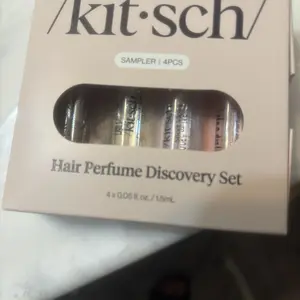 /kit·sch/
SAMPLER | 4PCS
Hair Perfume Discovery Set
4 x 0.05 fl. oz. / 1.5mL